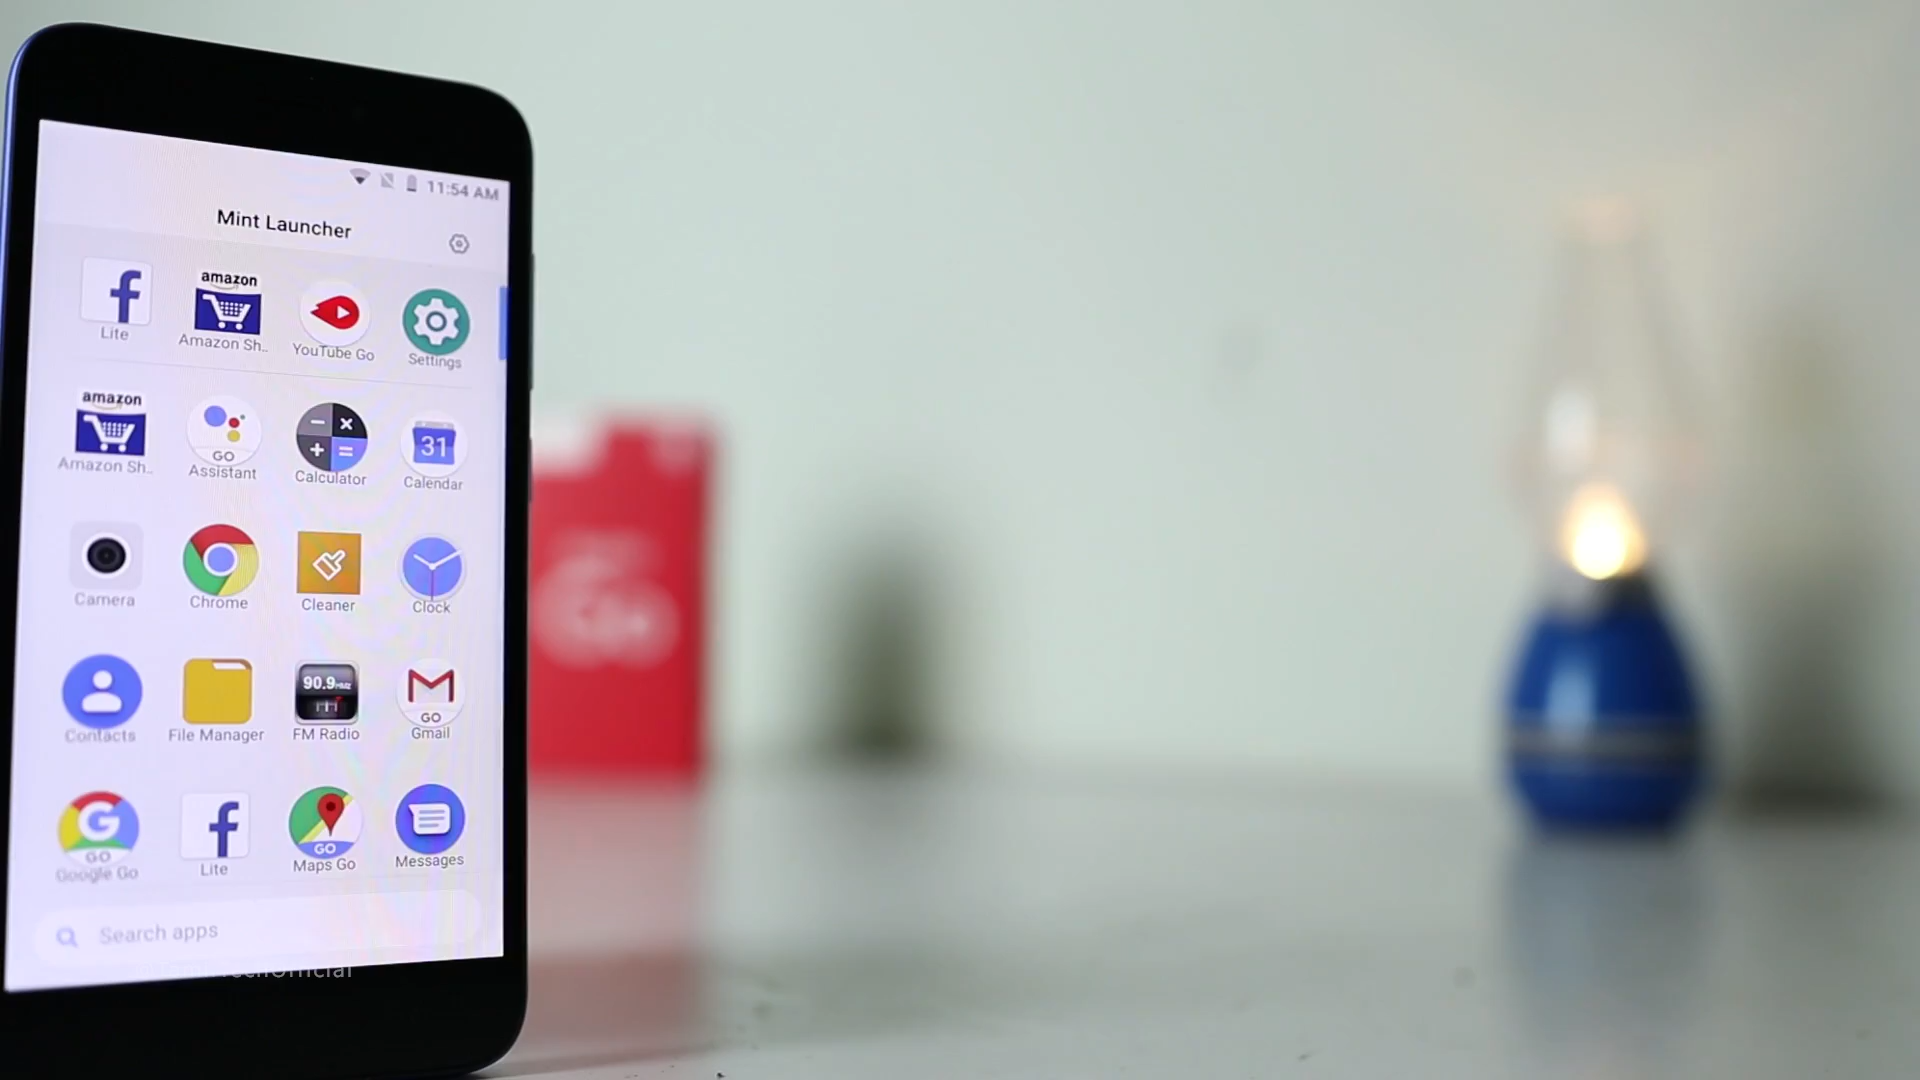 11:54 AM
Mint Launcher
amazon
Lite
Amazon Sh..
YouTube Go
Settings
amazon
31
GO
Amazon Sh..
Assistant
Calculator
Calendar
Camera
Chrome
Cleaner
Clock
90.9
GO
Contacts
File Manager
FM Radio
Gmail
GO
GO
Google Go
Lite
Maps Go
Messages
Search apps
Go